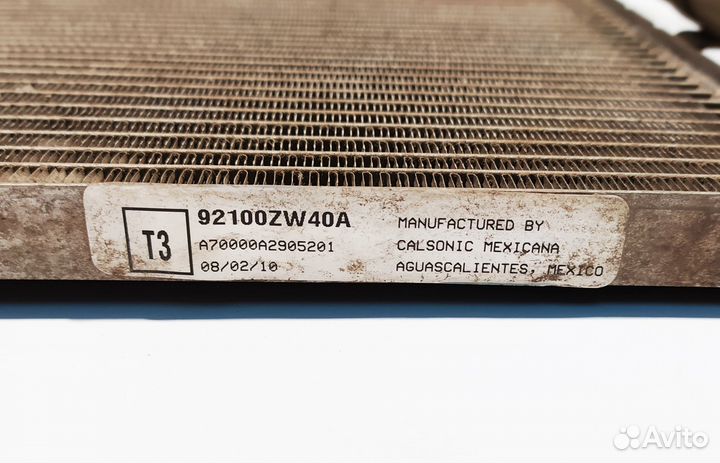 T3
92100ZW40A
A70000A2905201
08/02/10
MANUFACTURED BY
CALSONIC MEXICANA
AGUASCALIENTES, MEXICO
Avito